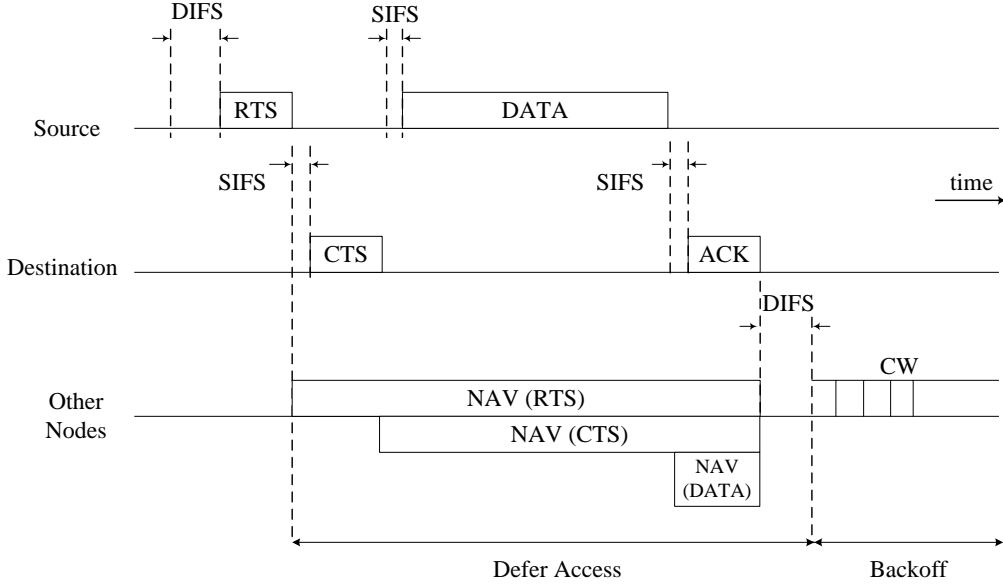 DIFS
SIFS
RTS
DATA
Source
SIFS
SIFS
time
CTS
ACK
Destination
DIFS
CW
NAV (RTS)
Other
Nodes
NAV (CTS)
NAV
(DATA)
Defer Access
Backoff